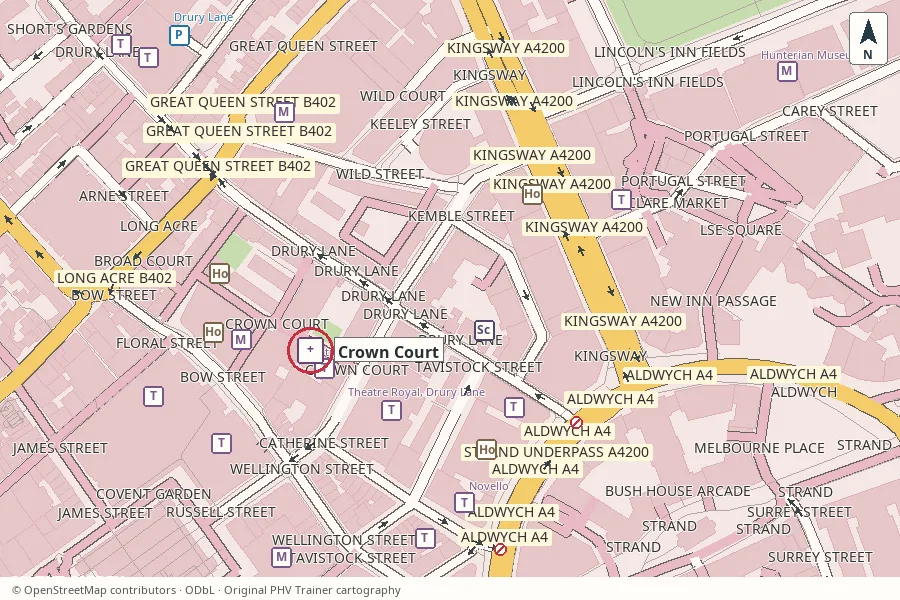 Drury Lane
SHORT'S GARDENS
T
P
DRURY LANE
T
GREAT QUEEN STREET
KINGSWAY A4200
LINCOLN'S INN FIELDS
N
Hunterian Museu
M
KINGSWAY
LINCOLN'S INN FIELDS
WILD COURT
GREAT QUEEN STREET B402
M
KINGSWAY A4200
CAREY STREET
KEELEY STREET
GREAT QUEEN STREET B402
PORTUGAL STREET
KINGSWAY A4200
GREAT QUEEN STREET B402
WILD STREET
KINGSWAY A4200
PORTUGAL STREET
Ho
ARNE STREET
T
CLARE MARKET
KEMBLE STREET
LONG ACRE
KINGSWAY A4200
LSE SQUARE
DRURY LANE
BROAD COURT
Ho
DRURY LANE
LONG ACRE B402
BOW STREET
DRURY LANE
NEW INN PASSAGE
DRURY LANE
CROWN COURT
KINGSWAY A4200
Ho
M
FLORAL STREET
Sc
DRURY LANE
+
Crown Court
KINGSWAY
TAVISTOCK STREET
BOW STREET
ALDWYCH A4
ALDWYCH A4
Theatre Royal, Drury Lane
ALDWYCH
T
T
T
ALDWYCH A4
ALDWYCH A4
T
CATHERINE STREET
JAMES STREET
MELBOURNE PLACE
STRAND
Ho
STRAND UNDERPASS A4200
WELLINGTON STREET
ALDWYCH A4
Novello
COVENT GARDEN
BUSH HOUSE ARCADE
STRAND
T
JAMES STREET
RUSSELL STREET
ALDWYCH A4
SURREY STREET
STRAND
STRAND
WELLINGTON STREET
T
ALDWYCH A4
STRAND
M
TAVISTOCK STREET
SURREY STREET
© OpenStreetMap contributors · ODbL · Original PHV Trainer cartography